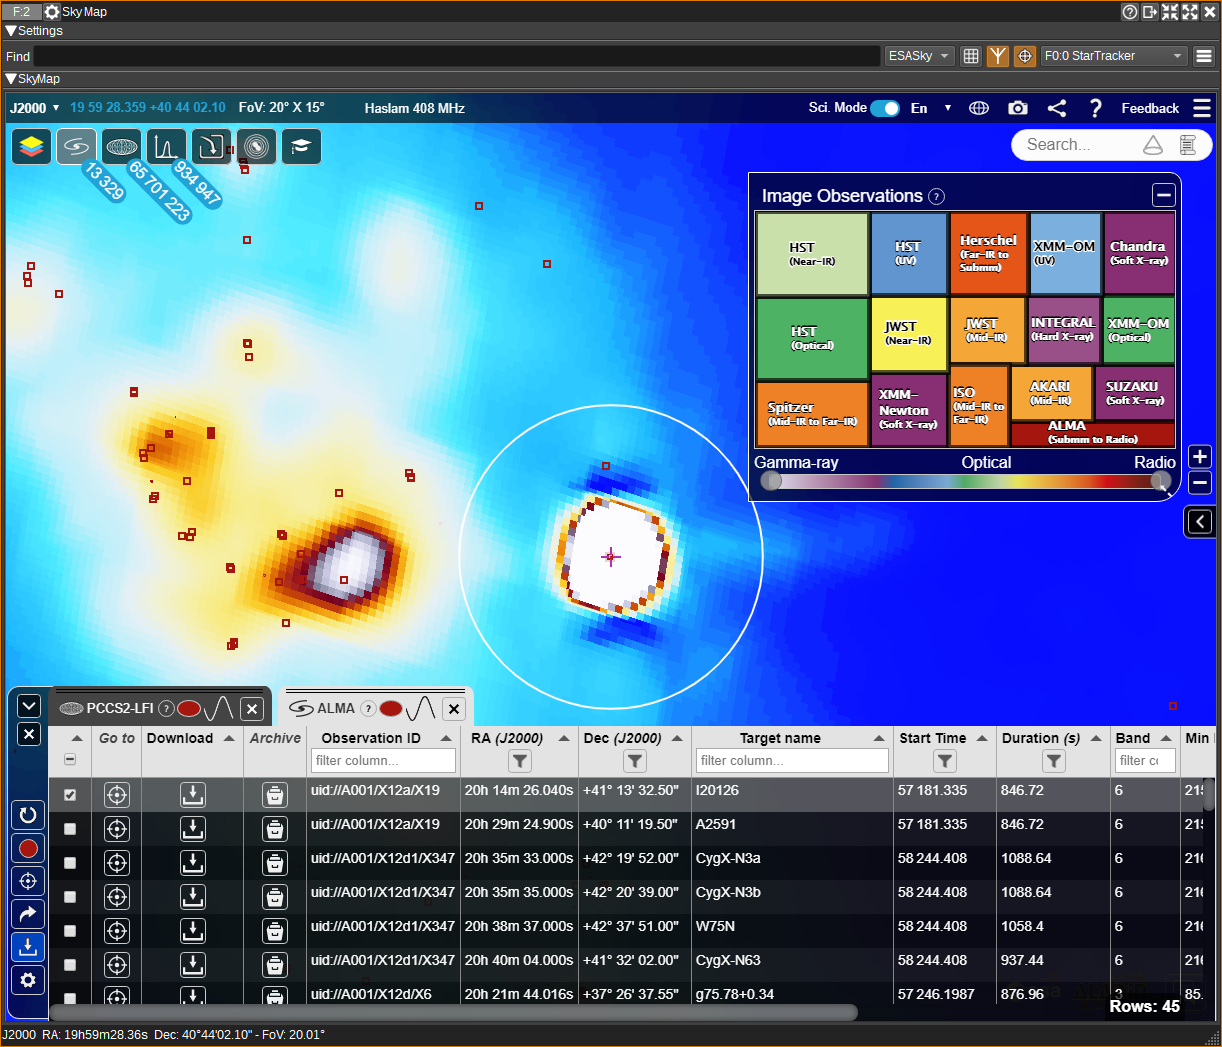 F:2 Sky Map
Settings
Find ESASky F0:0 StarTracker
SkyMap
J2000 19 59 28.359 +40 44 02.10 FoV: 20° X 15° Haslam 408 MHz Sci. Mode En ? Feedback
13 329
65 701 223
934 947
Search...
Image Observations ?
HST
(Near-IR)
HST
(UV)
Herschel
(Far-IR to
Submm)
XMM-OM
(UV)
Chandra
(Soft X-ray)
HST
(Optical)
JWST
(Near-IR)
JWST
(Mid-IR)
INTEGRAL
(Hard X-ray)
XMM-OM
(Optical)
Spitzer
(Mid-IR to Far-IR)
XMM-
Newton
(Soft X-ray)
ISO
(Mid-IR to
Far-IR)
AKARI
(Mid-IR)
SUZAKU
(Soft X-ray)
ALMA
(Submm to Radio)
Gamma-ray Optical Radio
PCCS2-LFI ? ALMA ?
Go to Download Archive Observation ID RA (J2000) Dec (J2000) Target name Start Time Duration (s) Band Min
filter column... filter column... filter co
uid://A001/X12a/X19 20h 14m 26.040s +41° 13' 32.50" I20126 57 181.335 846.72 6 215
uid://A001/X12a/X19 20h 29m 24.900s +40° 11' 19.50" A2591 57 181.335 846.72 6 215
uid://A001/X12d1/X347 20h 35m 33.000s +42° 19' 52.00" CygX-N3a 58 244.408 1088.64 6 216
uid://A001/X12d1/X347 20h 35m 35.000s +42° 20' 39.00" CygX-N3b 58 244.408 1088.64 6 216
uid://A001/X12d1/X347 20h 38m 37.000s +42° 37' 51.00" W75N 58 244.408 1058.4 6 216
uid://A001/X12d1/X347 20h 40m 04.000s +41° 32' 02.00" CygX-N63 58 244.408 937.44 6 216
uid://A001/X12d/X6 20h 21m 44.016s +37° 26' 37.55" g75.78+0.34 57 246.1987 876.96 3 85.
Rows: 45
J2000 RA: 19h59m28.36s Dec: 40°44'02.10" - FoV: 20.01°